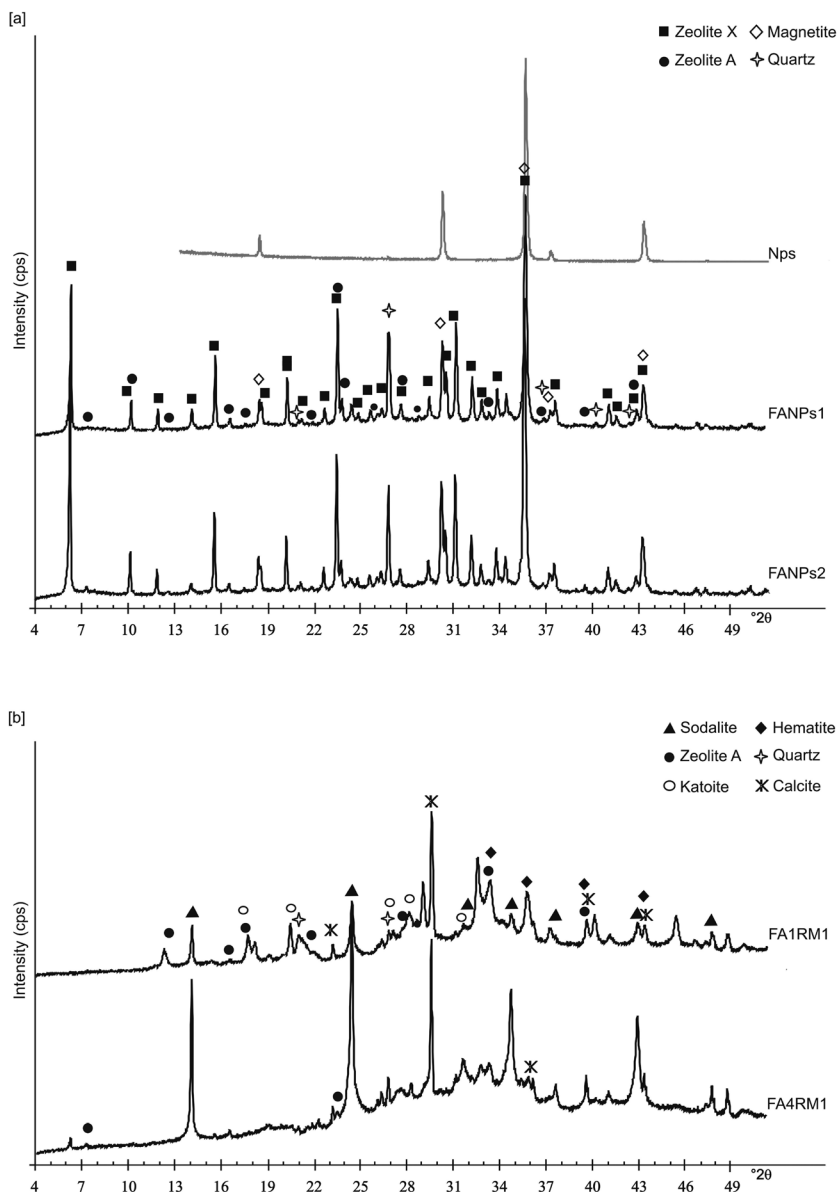 [a]
Zeolite X Magnetite
Zeolite A Quartz
Intensity (cps)
Nps
FANPs1
FANPs2
°2θ
4 7 10 13 16 19 22 25 28 31 34 37 40 43 46 49
[b]
Sodalite Hematite
Zeolite A Quartz
Katoite Calcite
Intensity (cps)
FA1RM1
FA4RM1
°2θ
4 7 10 13 16 19 22 25 28 31 34 37 40 43 46 49